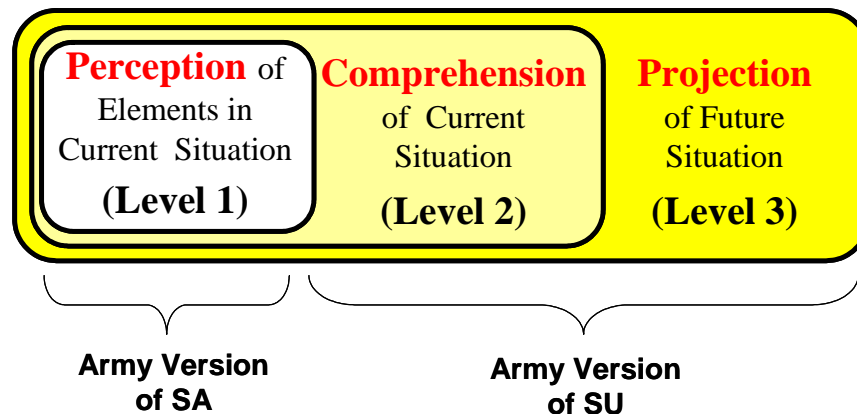 Perception of
Elements in
Current Situation
(Level 1)
Comprehension
of Current
Situation
(Level 2)
Projection
of Future
Situation
(Level 3)
Army Version
of SA
Army Version
of SU